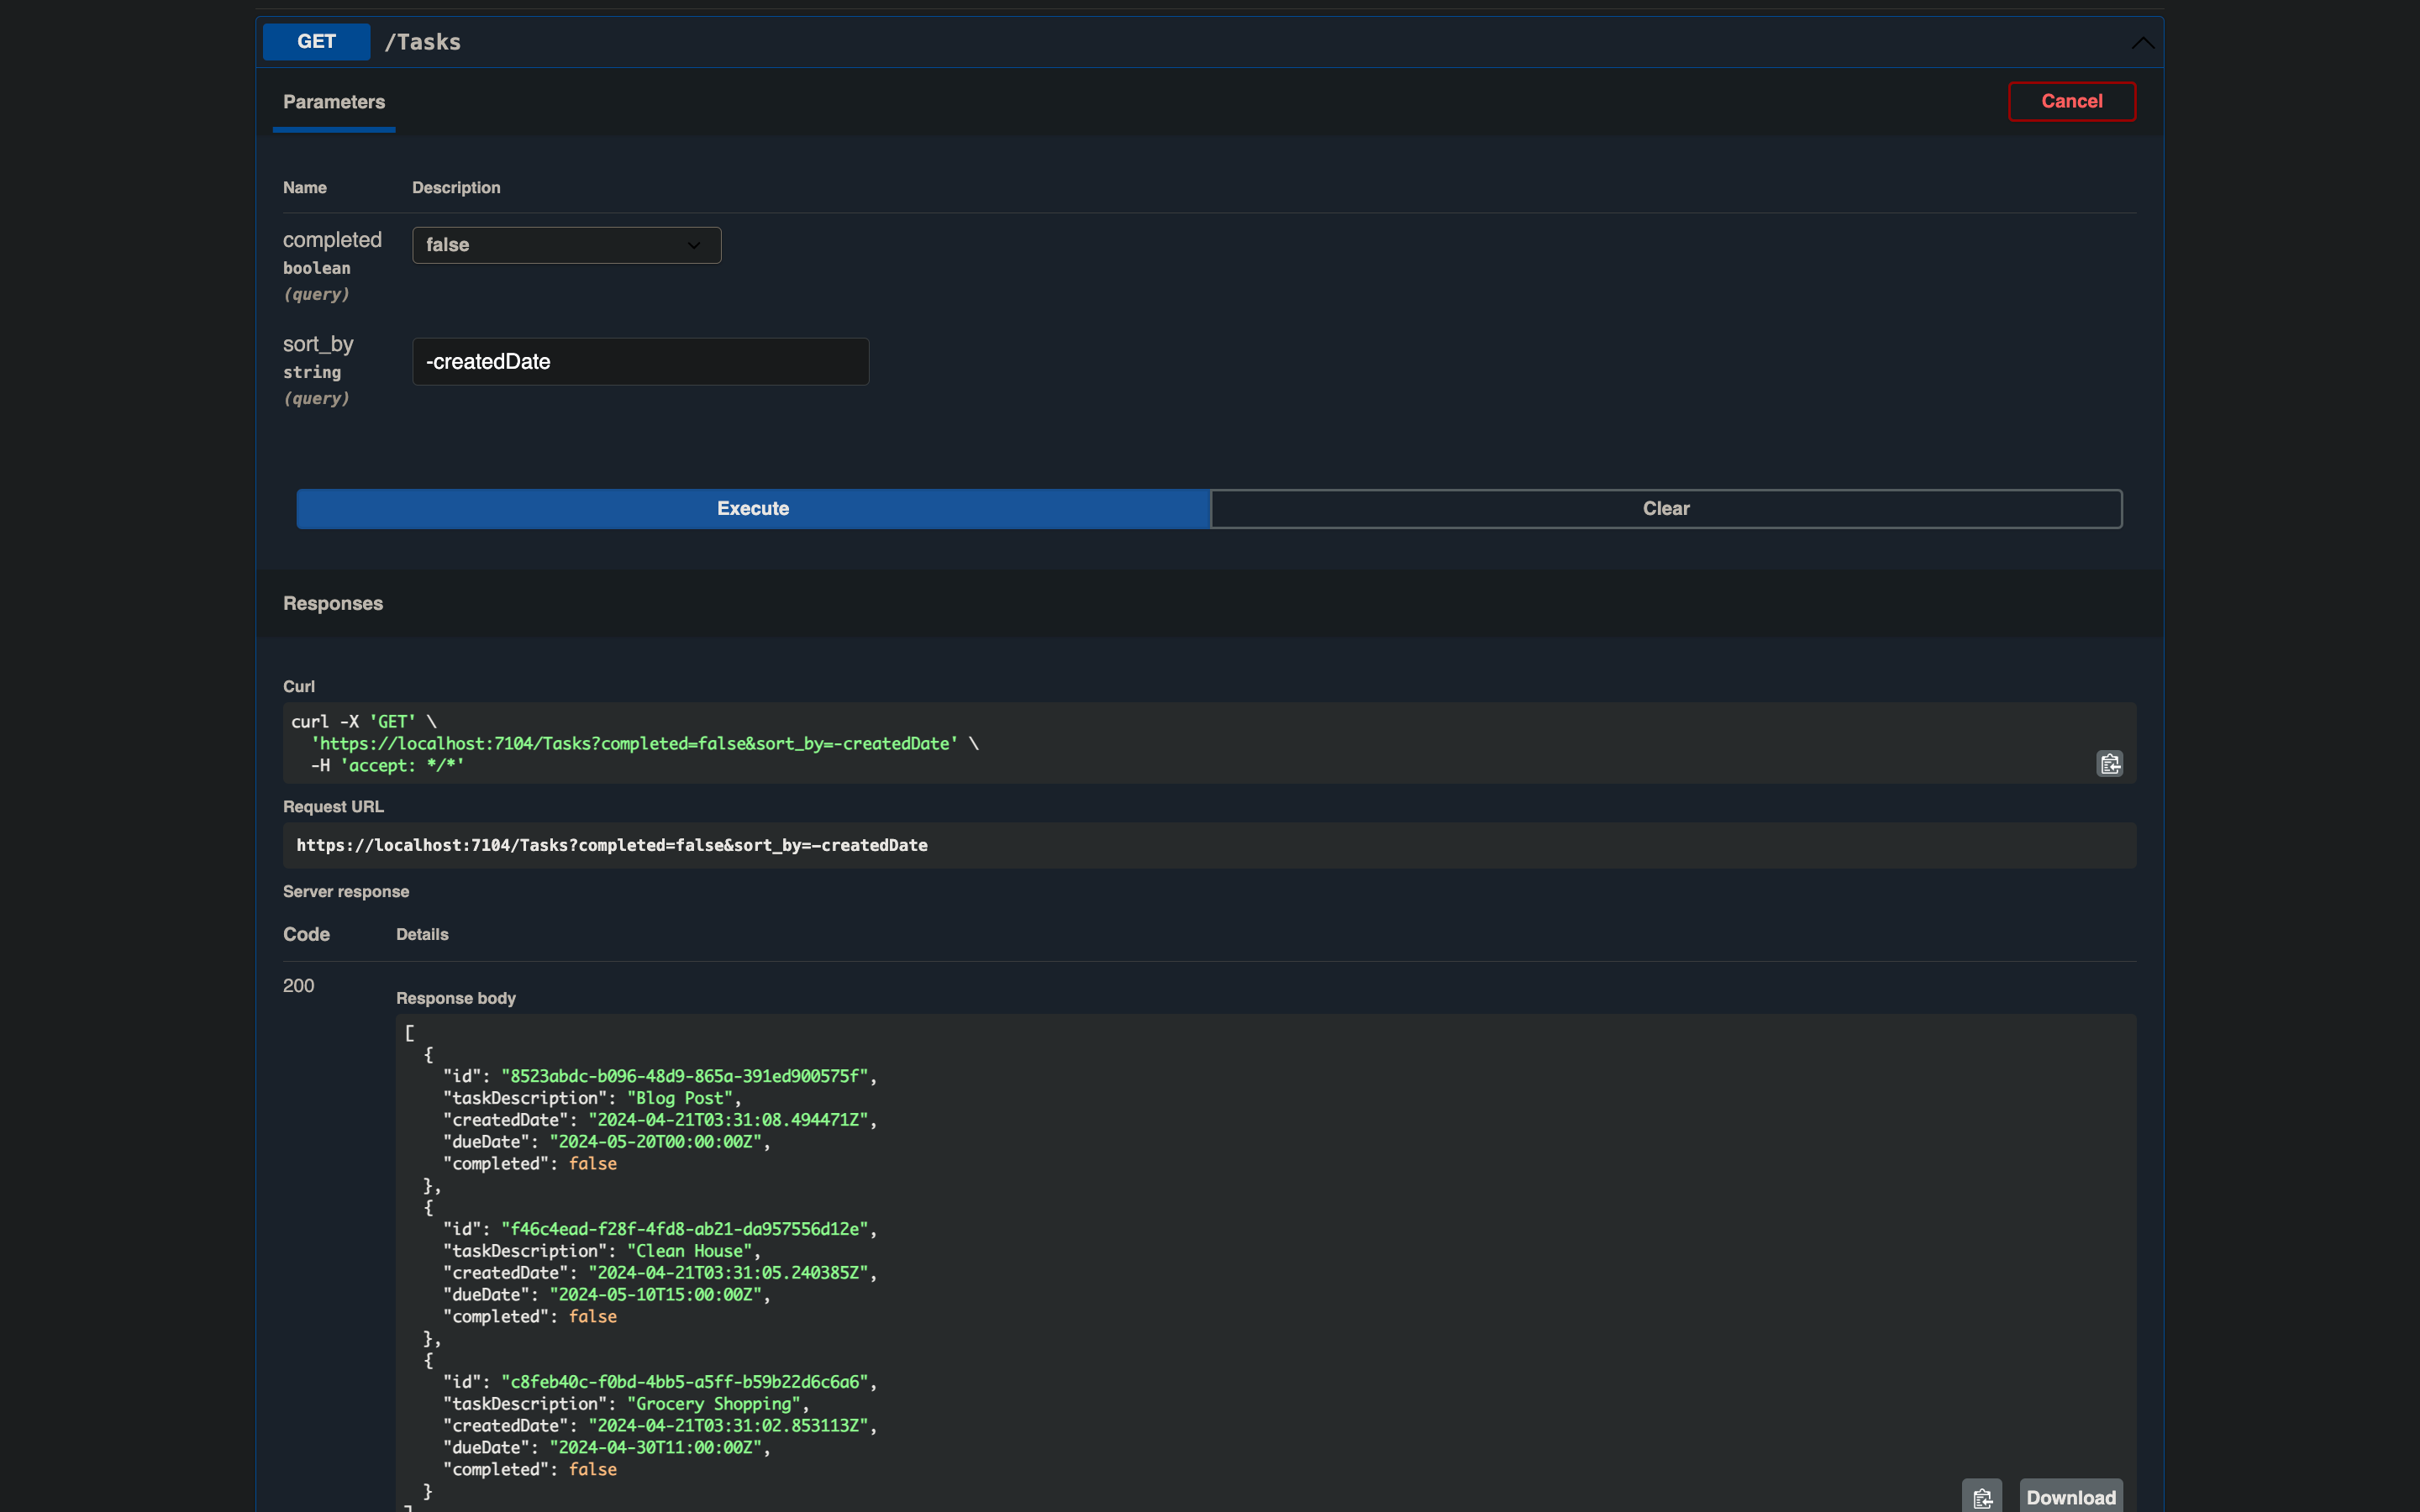 GET /Tasks
Parameters
Cancel
Name Description
completed
boolean
(query)
false
sort_by
string
(query)
-createdDate
Execute
Clear
Responses
Curl
curl -X 'GET' \
  'https://localhost:7104/Tasks?completed=false&sort_by=-createdDate' \
  -H 'accept: */*'
Request URL
https://localhost:7104/Tasks?completed=false&sort_by=-createdDate
Server response
Code Details
200
Response body
[
  {
    "id": "8523abdc-b096-48d9-865a-391ed900575f",
    "taskDescription": "Blog Post",
    "createdDate": "2024-04-21T03:31:08.494471Z",
    "dueDate": "2024-05-20T00:00:00Z",
    "completed": false
  },
  {
    "id": "f46c4ead-f28f-4fd8-ab21-da957556d12e",
    "taskDescription": "Clean House",
    "createdDate": "2024-04-21T03:31:05.240385Z",
    "dueDate": "2024-05-10T15:00:00Z",
    "completed": false
  },
  {
    "id": "c8feb40c-f0bd-4bb5-a5ff-b59b22d6c6a6",
    "taskDescription": "Grocery Shopping",
    "createdDate": "2024-04-21T03:31:02.853113Z",
    "dueDate": "2024-04-30T11:00:00Z",
    "completed": false
  }
]
Download